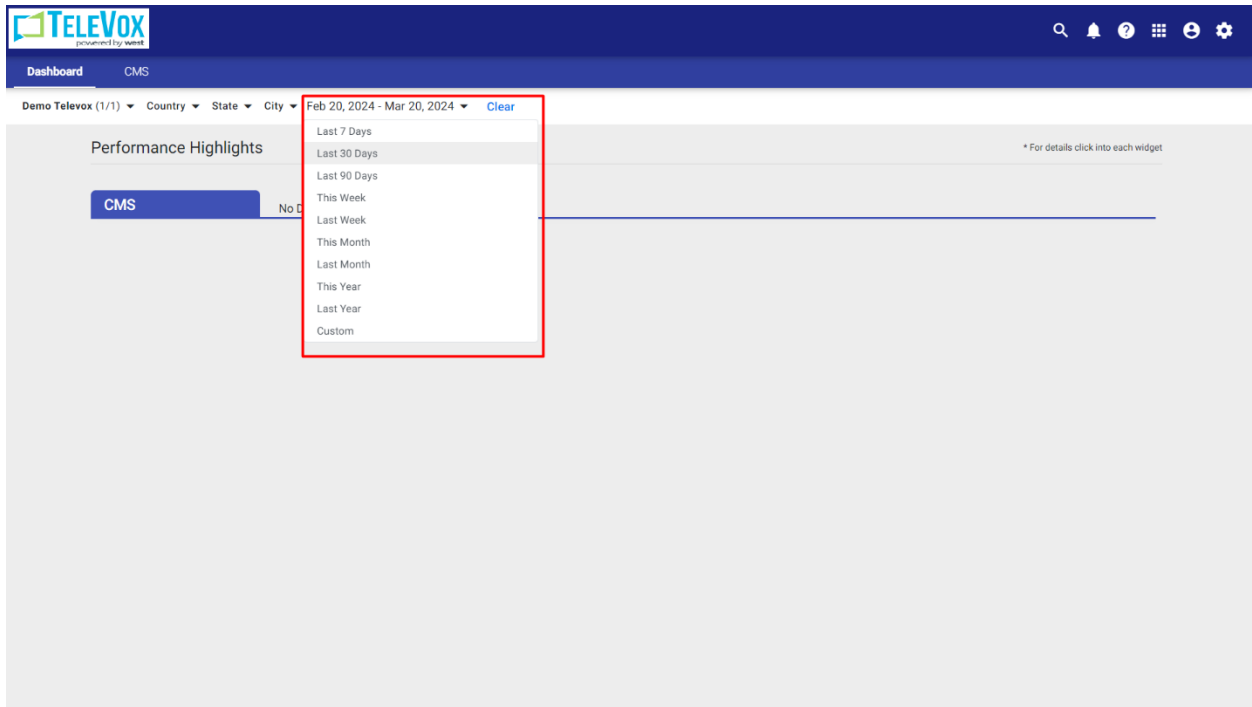 TELEVOX
powered by west
Dashboard CMS
Demo Televox (1/1) Country State City Feb 20, 2024 - Mar 20, 2024 Clear
Performance Highlights
* For details click into each widget
CMS
No D
Last 7 Days
Last 30 Days
Last 90 Days
This Week
Last Week
This Month
Last Month
This Year
Last Year
Custom